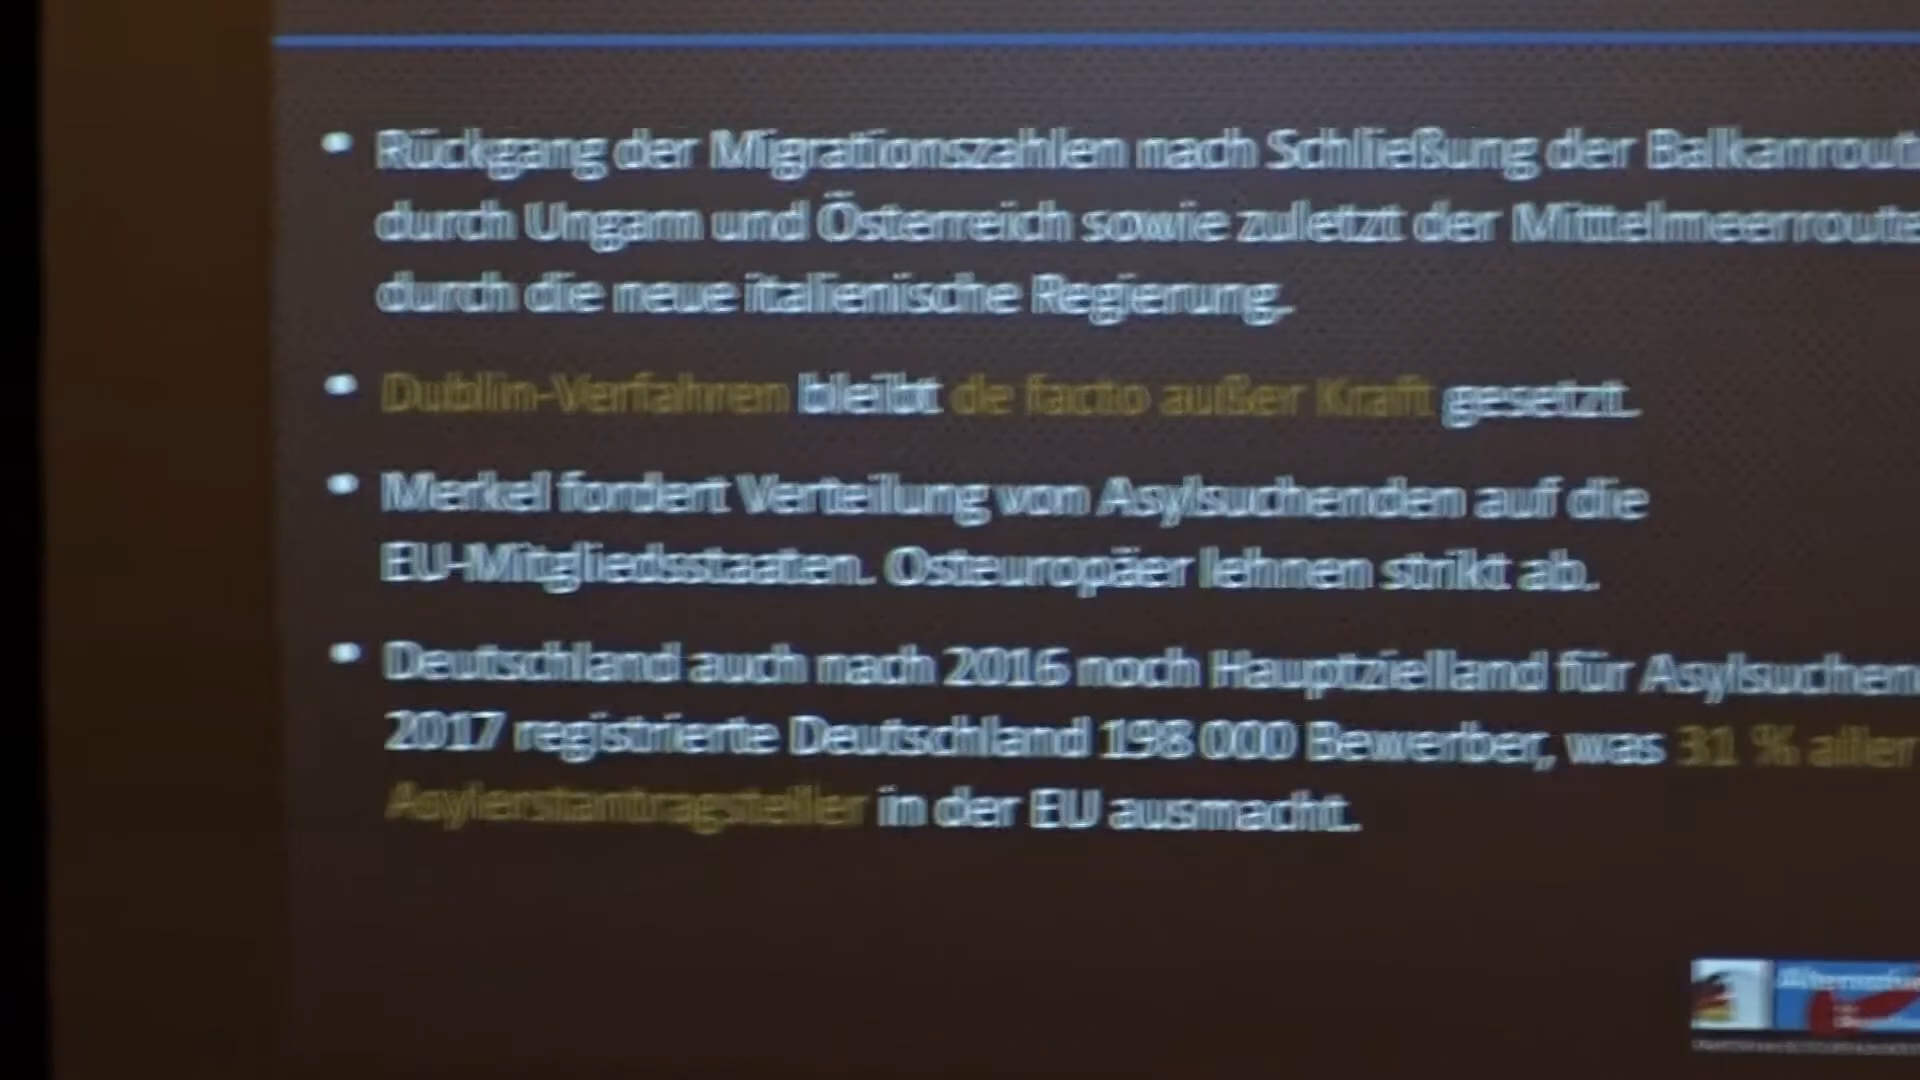 Rückgang der Migrationszahlen nach Schließung der Balkanrout
durch Ungarn und Österreich sowie zuletzt der Mittelmeerroute
durch die neue italienische Regierung.
Dublin-Verfahren bleibt de facto außer Kraft gesetzt.
Merkel fordert Verteilung von Asylsuchenden auf die
EU-Mitgliedsstaaten. Osteuropäer lehnen strikt ab.
Deutschland auch nach 2016 noch Hauptzielland für Asylsuchen
2017 registrierte Deutschland 198 000 Bewerber, was 31 % aller
Asylerstantragsteller in der EU ausmacht.